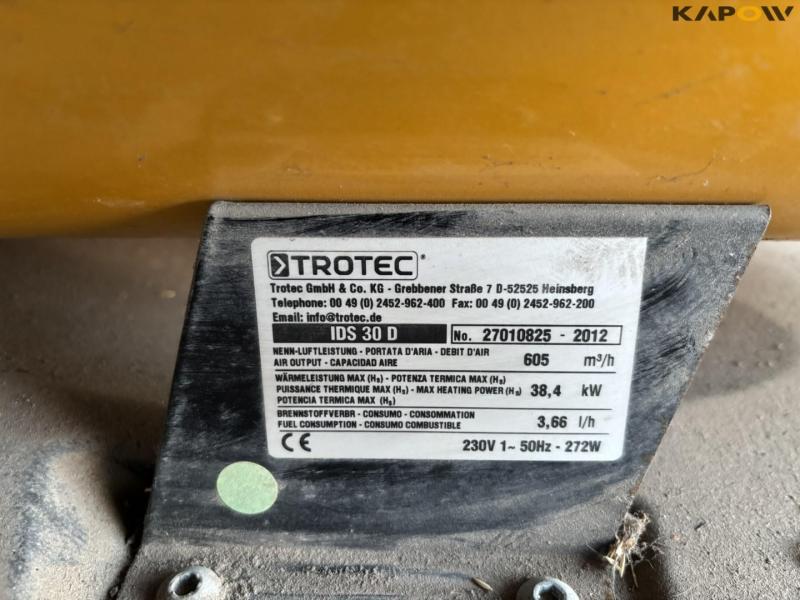 KAPOW
TROTEC®
Trotec GmbH & Co. KG - Grebbener Straße 7 D-52525 Heinsberg
Telephone: 00 49 (0) 2452-962-400 Fax: 00 49 (0) 2452-962-200
Email: info@trotec.de
IDS 30 D No. 27010825 - 2012
NENN-LUFTLEISTUNG - PORTATA D'ARIA - DEBIT D'AIR
AIR OUTPUT - CAPACIDAD AIRE 605 m³/h
WÄRMELEISTUNG MAX (Hs) - POTENZA TERMICA MAX (Hs)
PUISSANCE THERMIQUE MAX (Hs) - MAX HEATING POWER (Hs) 38,4 kW
POTENCIA TERMICA MAX (Hs)
BRENNSTOFFVERBR - CONSUMO - CONSOMMATION
FUEL CONSUMPTION - CONSUMO COMBUSTIBLE 3,66 l/h
CE 230V 1~ 50Hz - 272W